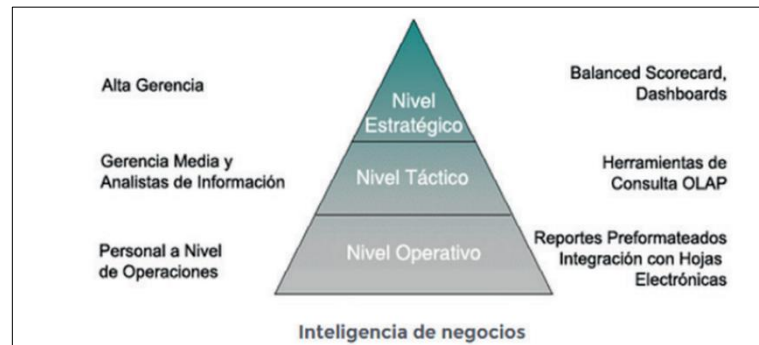 Alta Gerencia
Nivel
Estratégico
Balanced Scorecard,
Dashboards
Gerencia Media y
Analistas de Información
Nivel Táctico
Herramientas de
Consulta OLAP
Personal a Nivel
de Operaciones
Nivel Operativo
Reportes Preformateados
Integración con Hojas
Electrónicas
Inteligencia de negocios